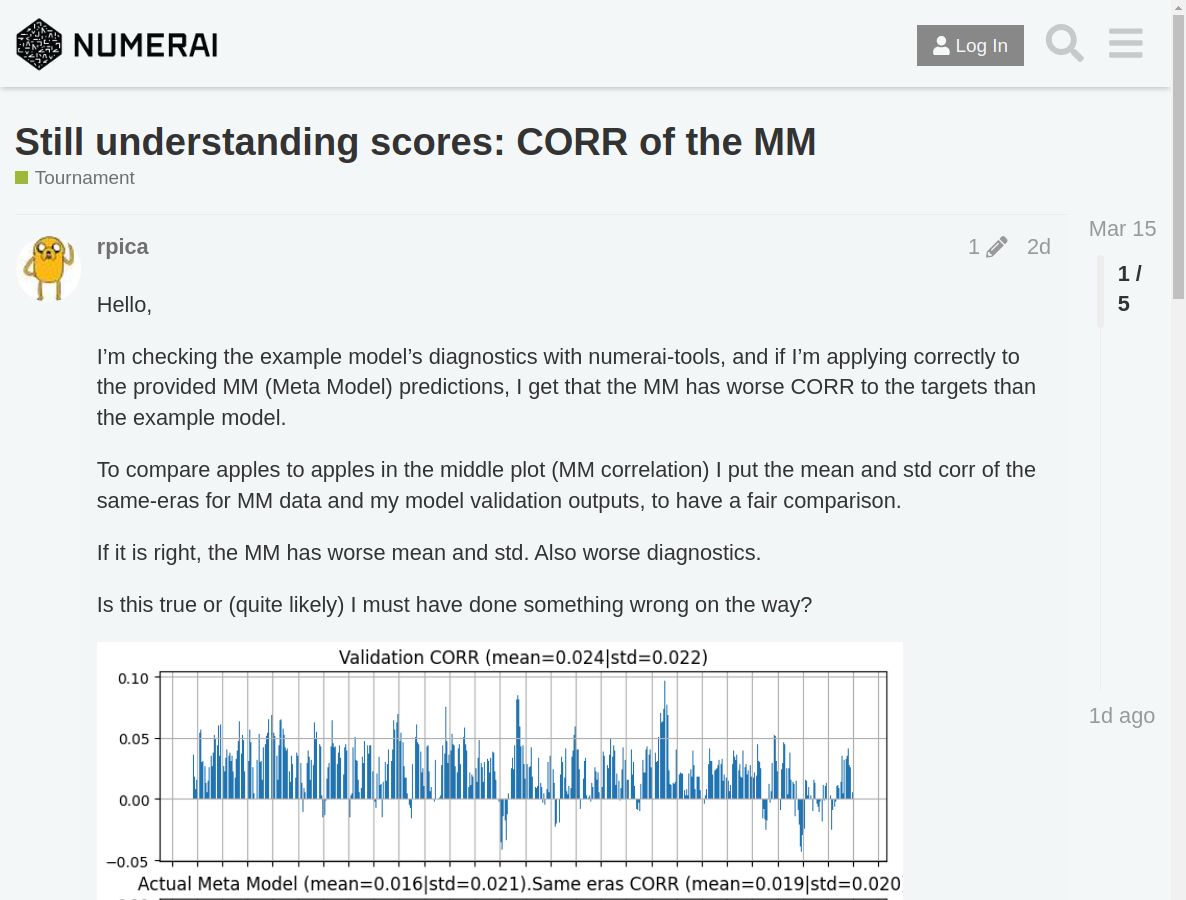 NUMERAI
Log In
Still understanding scores: CORR of the MM
Tournament
rpica
1
2d
Mar 15
1 /
5
Hello,
I’m checking the example model’s diagnostics with numerai-tools, and if I’m applying correctly to
the provided MM (Meta Model) predictions, I get that the MM has worse CORR to the targets than
the example model.
To compare apples to apples in the middle plot (MM correlation) I put the mean and std corr of the
same-eras for MM data and my model validation outputs, to have a fair comparison.
If it is right, the MM has worse mean and std. Also worse diagnostics.
Is this true or (quite likely) I must have done something wrong on the way?
1d ago
Validation CORR (mean=0.024|std=0.022)
0.10
0.05
0.00
−0.05
Actual Meta Model (mean=0.016|std=0.021).Same eras CORR (mean=0.019|std=0.020